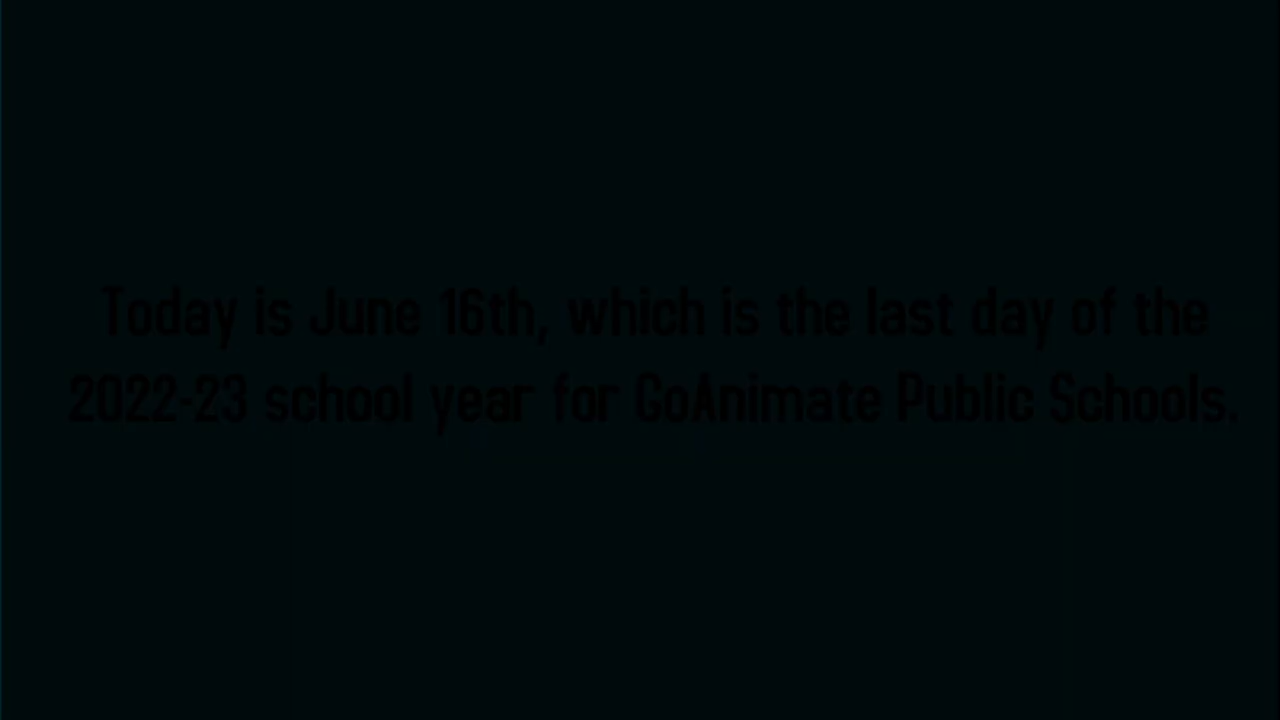 Today is June 16th, which is the last day of the
2022-23 school year for GoAnimate Public Schools.